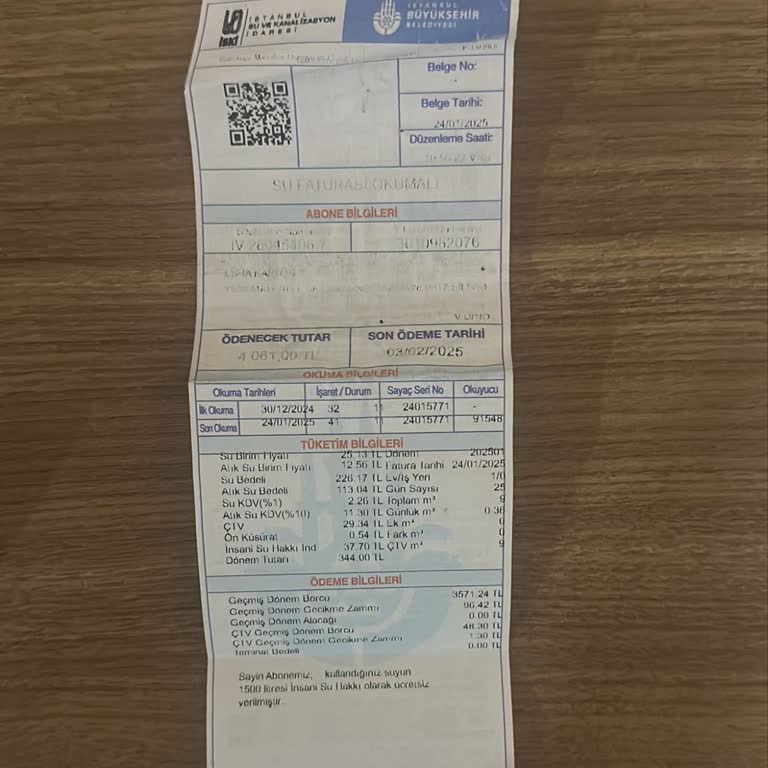 İSTANBUL
SU VE KANALİZASYON
İDARESİ
iski
İSTANBUL
BÜYÜKŞEHİR
BELEDİYESİ
Belge No:
Belge Tarihi:
24/01/2025
Düzenleme Saati:
SU FATURASI OKUMALI
ABONE BİLGİLERİ
ÖDENECEK TUTAR SON ÖDEME TARİHİ
4 061,00 TL 03/02/2025
OKUMA BİLGİLERİ
Okuma Tarihleri İşaret / Durum Sayaç Seri No Okuyucu
İlk Okuma 30/12/2024 32 11 24015771 -
Son Okuma 24/01/2025 41 11 24015771 91548
TÜKETİM BİLGİLERİ
Su Birim Fiyatı 25.13 TL Dönem 202501
Atık Su Birim Fiyatı 12.56 TL Fatura Tarihi 24/01/2025
Su Bedeli 226.17 TL Ev/İş Yeri 1/0
Atık Su Bedeli 113.04 TL Gün Sayısı 25
Su KDV(%1) 2.26 TL Toplam m³ 9
Atık Su KDV(%10) 11.30 TL Günlük m³ 0.36
ÇTV 29.34 TL Ek m³ 0
Ön Küsürat 0.54 TL Fark m³ 0
İnsani Su Hakkı İnd 37.70 TL ÇTV m³ 9
Dönem Tutarı 344.00 TL
ÖDEME BİLGİLERİ
Geçmiş Dönem Borcu 3571.24 TL
Geçmiş Dönem Gecikme Zammı 96.42 TL
Geçmiş Dönem Alacağı 0.00 TL
ÇTV Geçmiş Dönem Borcu 48.30 TL
ÇTV Geçmiş Dönem Gecikme Zammı 1.30 TL
Teminat Bedeli 0.00 TL
Sayın Abonemiz, kullandığınız suyun
1500 litresi İnsani Su Hakkı olarak ücretsiz
verilmiştir.